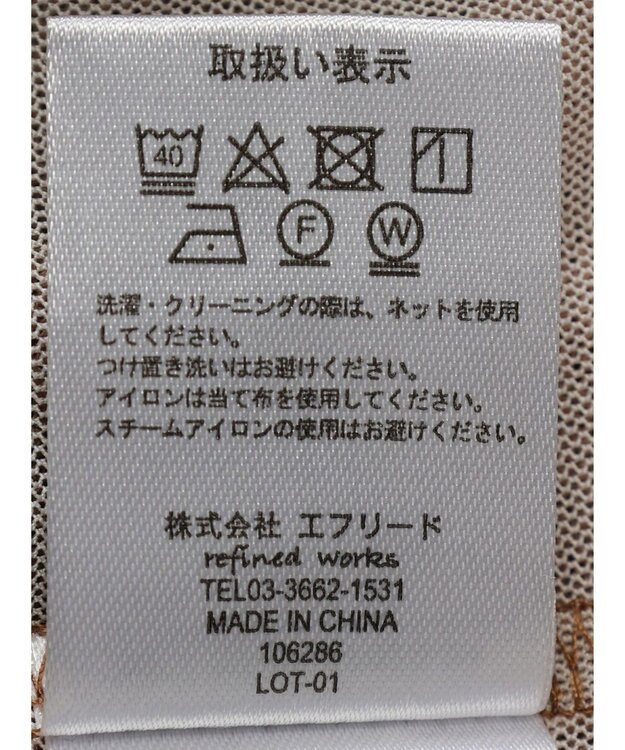 取扱い表示
40
F W
洗濯・クリーニングの際は、ネットを使用
してください。
つけ置き洗いはお避けください。
アイロンは当て布を使用してください。
スチームアイロンの使用はお避けください。
株式会社 エフリード
refined works
TEL03-3662-1531
MADE IN CHINA
106286
LOT-01